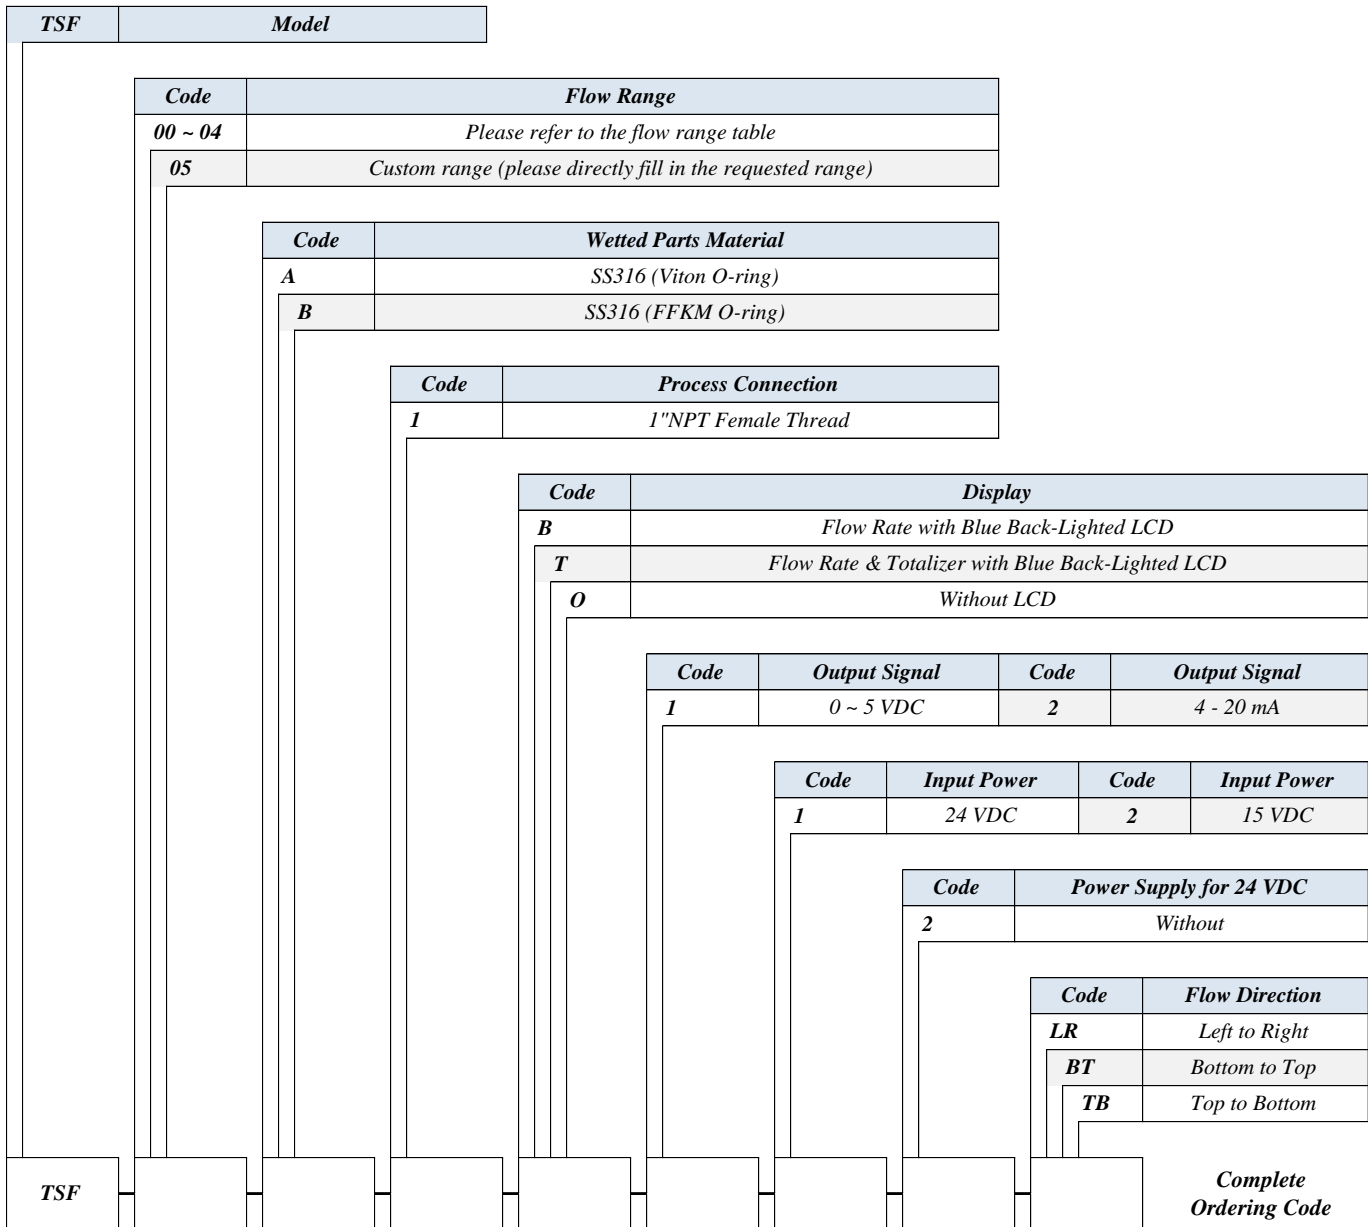 TSF Model
Code Flow Range
00 ~ 04 Please refer to the flow range table
05 Custom range (please directly fill in the requested range)
Code Wetted Parts Material
A SS316 (Viton O-ring)
B SS316 (FFKM O-ring)
Code Process Connection
1 1"NPT Female Thread
Code Display
B Flow Rate with Blue Back-Lighted LCD
T Flow Rate & Totalizer with Blue Back-Lighted LCD
O Without LCD
Code Output Signal Code Output Signal
1 0 ~ 5 VDC 2 4 - 20 mA
Code Input Power Code Input Power
1 24 VDC 2 15 VDC
Code Power Supply for 24 VDC
2 Without
Code Flow Direction
LR Left to Right
BT Bottom to Top
TB Top to Bottom
TSF Complete
Ordering Code